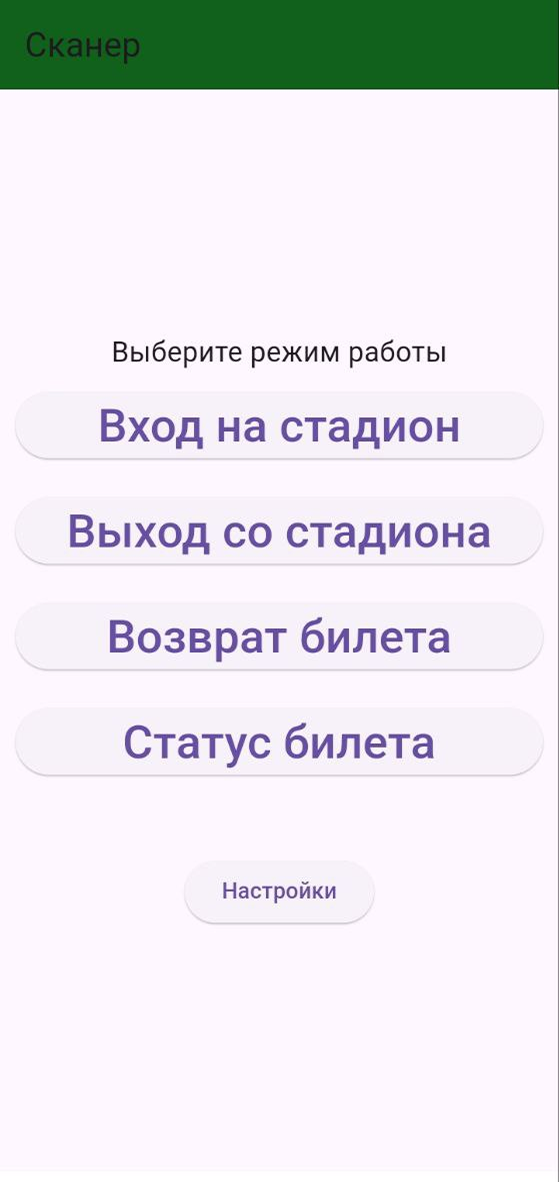 Сканер
Выберите режим работы
Вход на стадион
Выход со стадиона
Возврат билета
Статус билета
Настройки